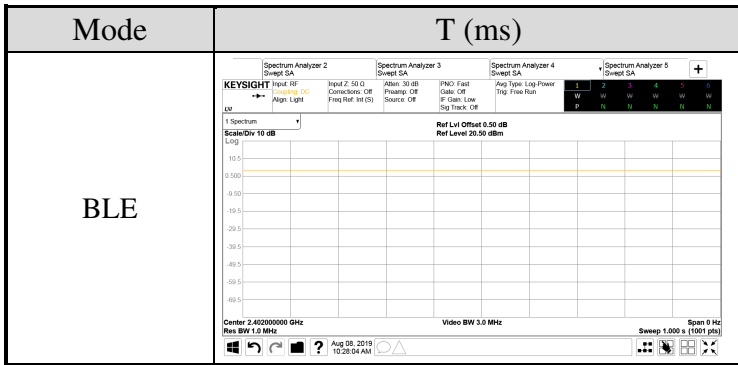 Mode
T (ms)
BLE
Spectrum Analyzer 2
Swept SA
Spectrum Analyzer 3
Swept SA
Spectrum Analyzer 4
Swept SA
Spectrum Analyzer 5
Swept SA
+
KEYSIGHT
Input: RF
Coupling: DC
Align: Light
Input Z: 50 Ω
Corrections: Off
Freq Ref: Int (S)
Atten: 30 dB
Preamp: Off
Source: Off
PNO: Fast
Gate: Off
IF Gain: Low
Sig Track: Off
Avg Type: Log-Power
Trig: Free Run
1 2 3 4 5 6
W W W W W W
P N N N N N
1 Spectrum
Scale/Div 10 dB
Ref Lvl Offset 0.50 dB
Ref Level 20.50 dBm
Log
10.5
0.500
-9.50
-19.5
-29.5
-39.5
-49.5
-59.5
-69.5
Center 2.402000000 GHz
Res BW 1.0 MHz
Video BW 3.0 MHz
Span 0 Hz
Sweep 1.000 s (1001 pts)
?
Aug 08, 2019
10:28:04 AM